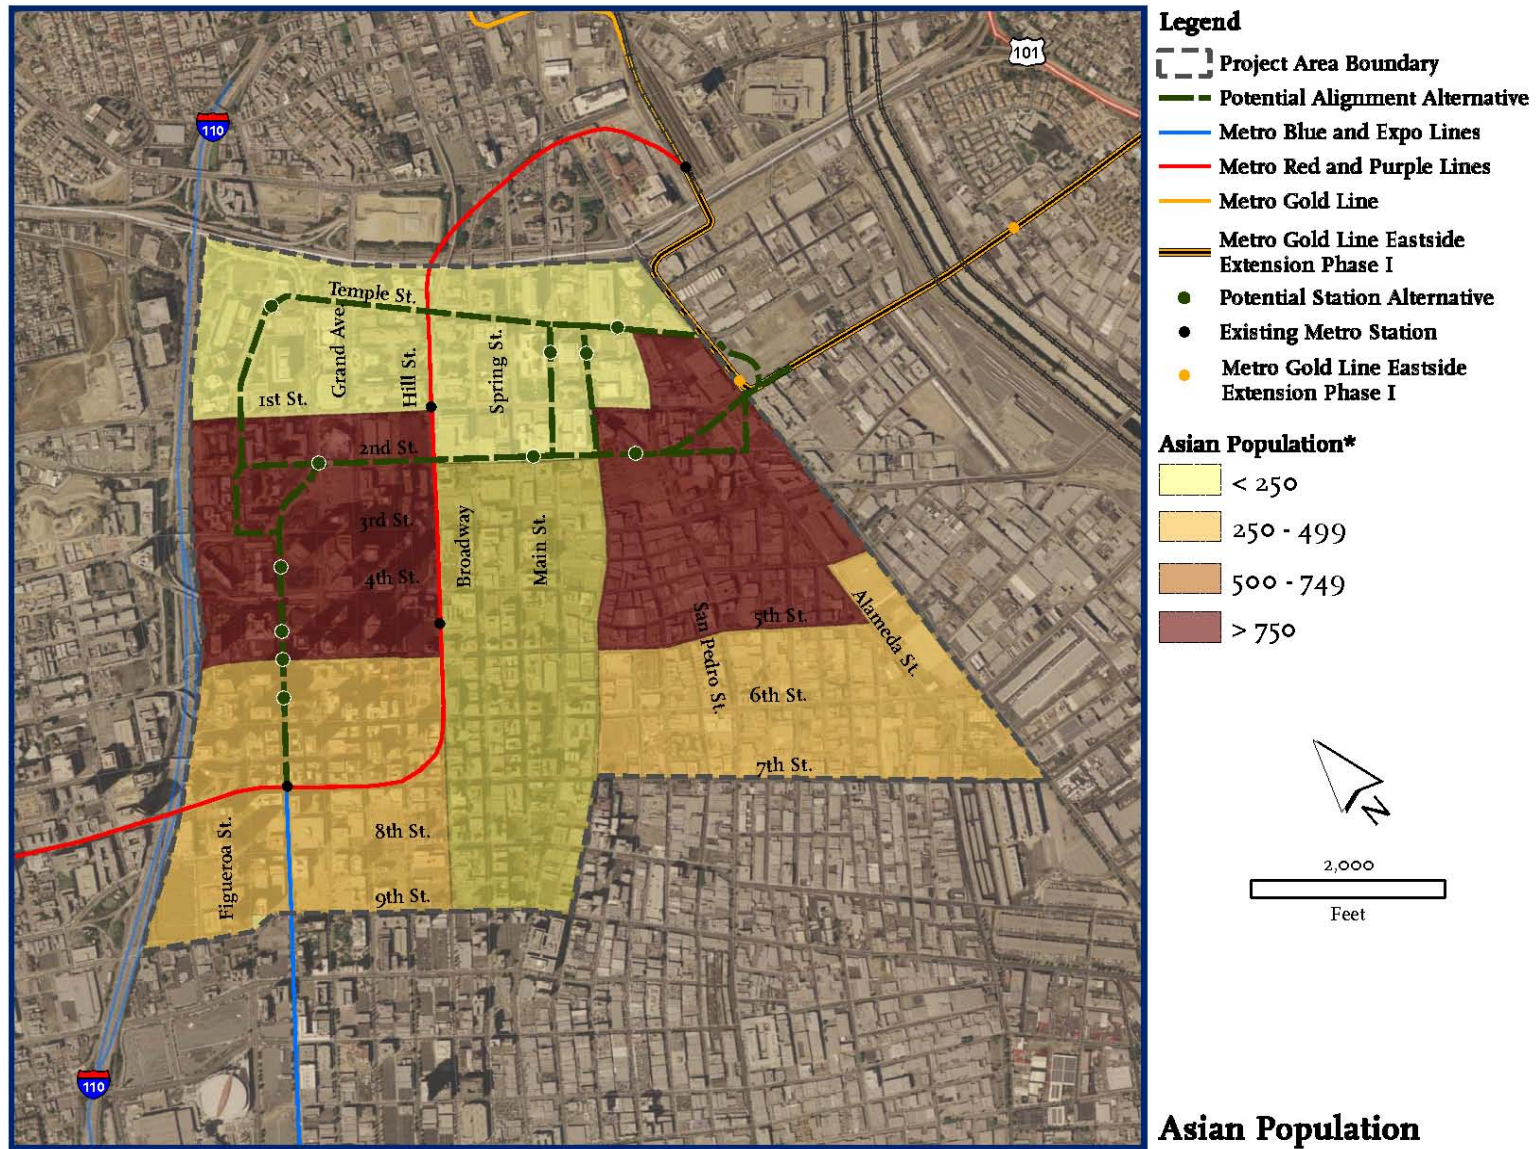 101
110
Temple St.
Grand Ave.
Hill St.
Spring St.
1st St.
2nd St.
3rd St.
Broadway
Main St.
4th St.
San Pedro St.
5th St.
Alameda St.
6th St.
7th St.
Figueroa St.
8th St.
9th St.
110
Legend
Project Area Boundary
Potential Alignment Alternative
Metro Blue and Expo Lines
Metro Red and Purple Lines
Metro Gold Line
Metro Gold Line Eastside
Extension Phase I
Potential Station Alternative
Existing Metro Station
Metro Gold Line Eastside
Extension Phase I
Asian Population*
< 250
250 - 499
500 - 749
> 750
N
2,000
Feet
Asian Population